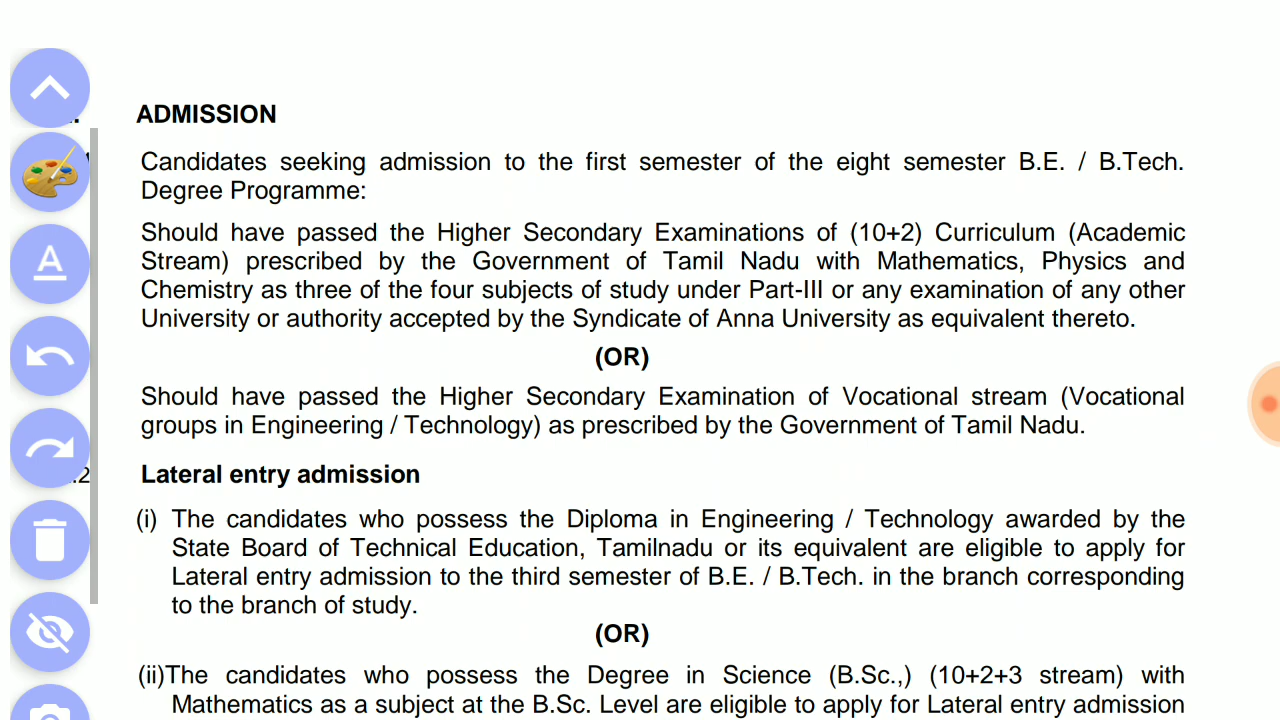 ADMISSION
Candidates seeking admission to the first semester of the eight semester B.E. / B.Tech.
Degree Programme:
Should have passed the Higher Secondary Examinations of (10+2) Curriculum (Academic
Stream) prescribed by the Government of Tamil Nadu with Mathematics, Physics and
Chemistry as three of the four subjects of study under Part-III or any examination of any other
University or authority accepted by the Syndicate of Anna University as equivalent thereto.
(OR)
Should have passed the Higher Secondary Examination of Vocational stream (Vocational
groups in Engineering / Technology) as prescribed by the Government of Tamil Nadu.
.2 Lateral entry admission
(i) The candidates who possess the Diploma in Engineering / Technology awarded by the
State Board of Technical Education, Tamilnadu or its equivalent are eligible to apply for
Lateral entry admission to the third semester of B.E. / B.Tech. in the branch corresponding
to the branch of study.
(OR)
(ii)The candidates who possess the Degree in Science (B.Sc.,) (10+2+3 stream) with
Mathematics as a subject at the B.Sc. Level are eligible to apply for Lateral entry admission